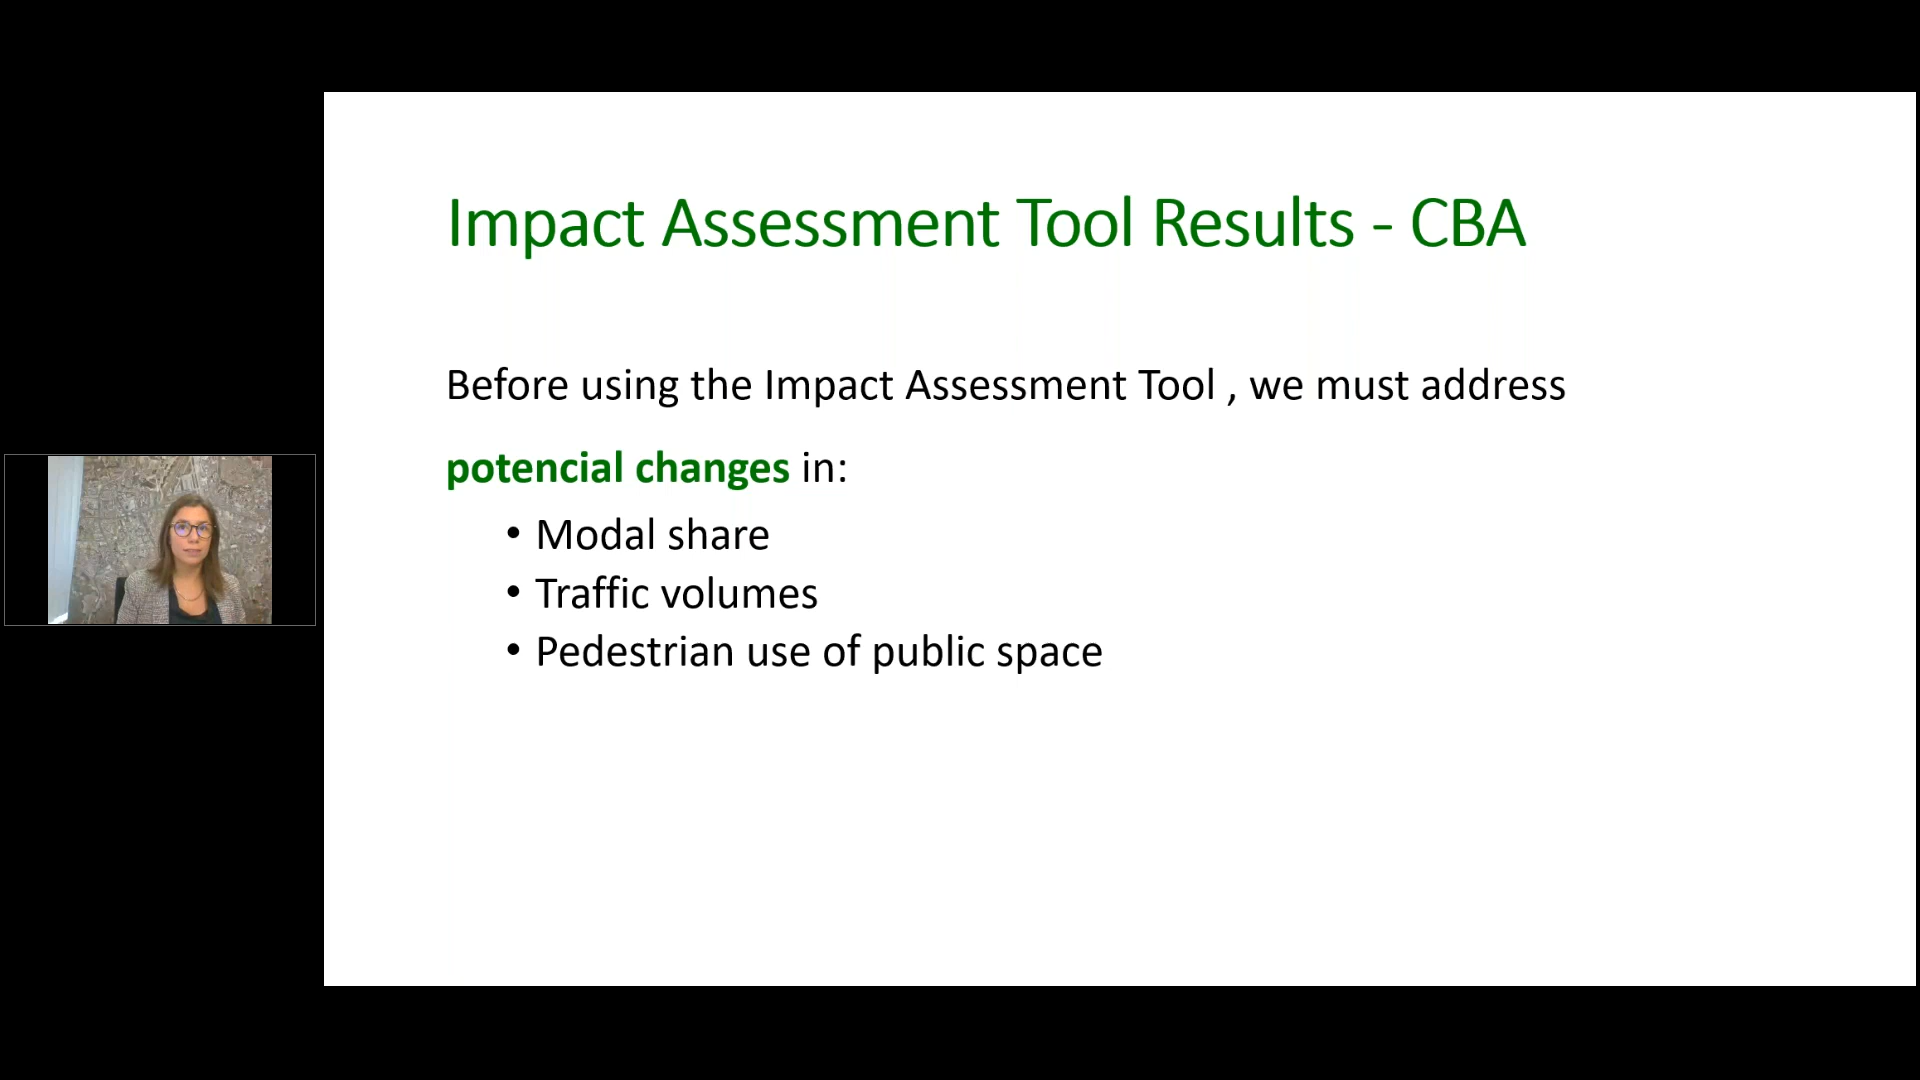 Impact Assessment Tool Results - CBA
Before using the Impact Assessment Tool , we must address
potencial changes in:
• Modal share
• Traffic volumes
• Pedestrian use of public space